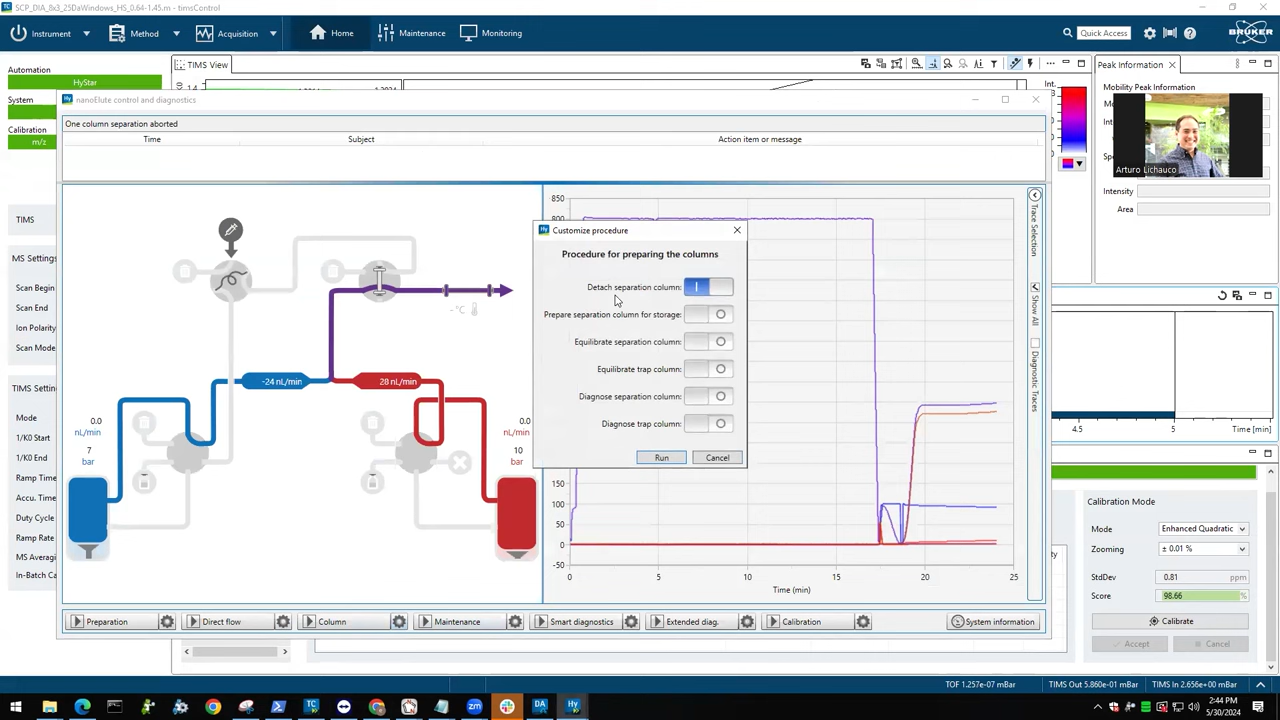 SCP_DIA_8x3_25DaWindows_HS_0.64-1.45.m - timsControl
Instrument
Method
Acquisition
Home
Maintenance
Monitoring
Quick Access
BRUKER
Automation
HyStar
System
Calibration
m/z
TIMS View
Peak Information
Mobility Peak Information
Arturo Lichauco
Intensity
Area
nanoElute control and diagnostics
One column separation aborted
Time
Subject
Action item or message
TIMS
MS Settings
Scan Begin
Scan End
Ion Polarity
Scan Mode
TIMS Settings
Mode
1/K0 Start
1/K0 End
Ramp Time
Accu. Time
Duty Cycle
Ramp Rate
MS Averaging
In-Batch Ca
- °C
-24 nL/min
28 nL/min
0.0
nL/min
7
bar
0.0
nL/min
10
bar
850
800
100
50
0
-50
0
5
15
20
25
Time (min)
Trace Selection
Show All
Diagnostic Traces
Customize procedure
Procedure for preparing the columns
Detach separation column:
Prepare separation column for storage:
Equilibrate separation column:
Equilibrate trap column:
Diagnose separation column:
Diagnose trap column:
Run
Cancel
Preparation
Direct flow
Column
Maintenance
Smart diagnostics
Extended diag.
Calibration
System information
Int.
4.5
5
Time [min]
Calibration Mode
Mode
Enhanced Quadratic
Zooming
± 0.01 %
StdDev
0.81
ppm
Score
98.66
%
Calibrate
Accept
Cancel
TOF 1.257e-07 mBar
TIMS Out 5.860e-01 mBar
TIMS In 2.656e+00 mBar
2:44 PM
5/30/2024